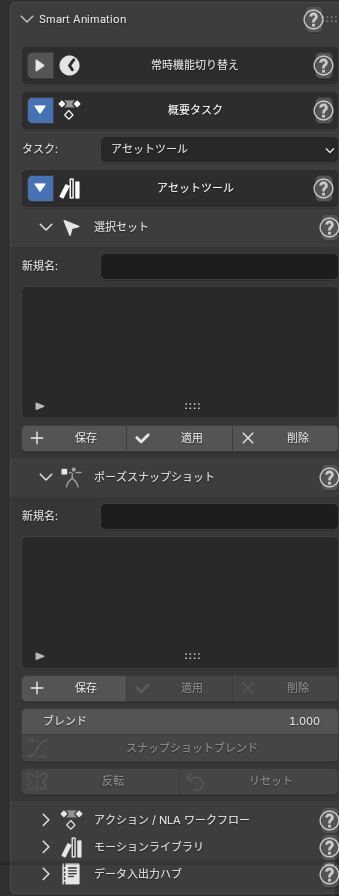 Smart Animation
常時機能切り替え
概要タスク
タスク: アセットツール
アセットツール
選択セット
新規名:
保存 適用 削除
ポーズスナップショット
新規名:
保存 適用 削除
ブレンド 1.000
スナップショットブレンド
反転 リセット
アクション / NLA ワークフロー
モーションライブラリ
データ入出力ハブ